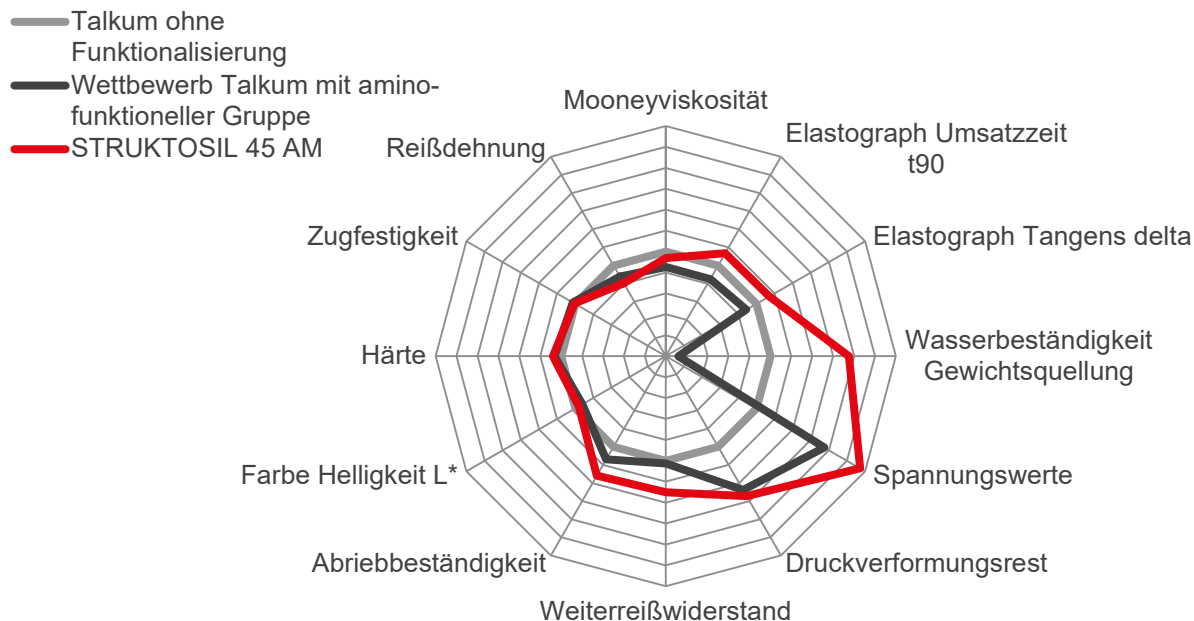 Talkum ohne
Funktionalisierung
Wettbewerb Talkum mit amino-
funktioneller Gruppe
STRUKTOSIL 45 AM
Mooneyviskosität
Elastograph Umsatzzeit
t90
Elastograph Tangens delta
Wasserbeständigkeit
Gewichtsquellung
Spannungswerte
Druckverformungsrest
Weiterreißwiderstand
Abriebbeständigkeit
Farbe Helligkeit L*
Härte
Zugfestigkeit
Reißdehnung